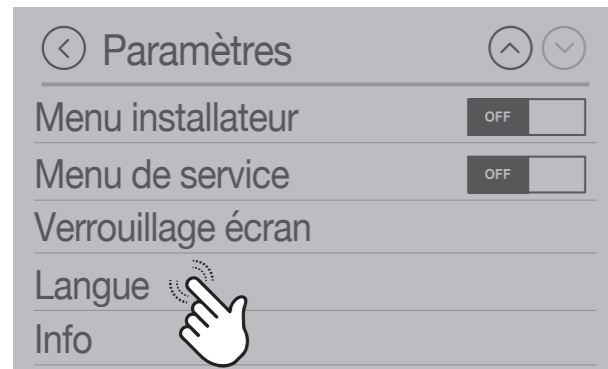 Paramètres
Menu installateur OFF
Menu de service OFF
Verrouillage écran
Langue
Info